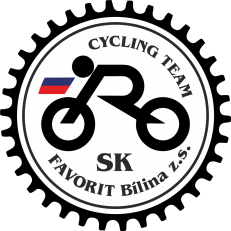 CYCLING TEAM
SK
FAVORIT Bílina z.s.